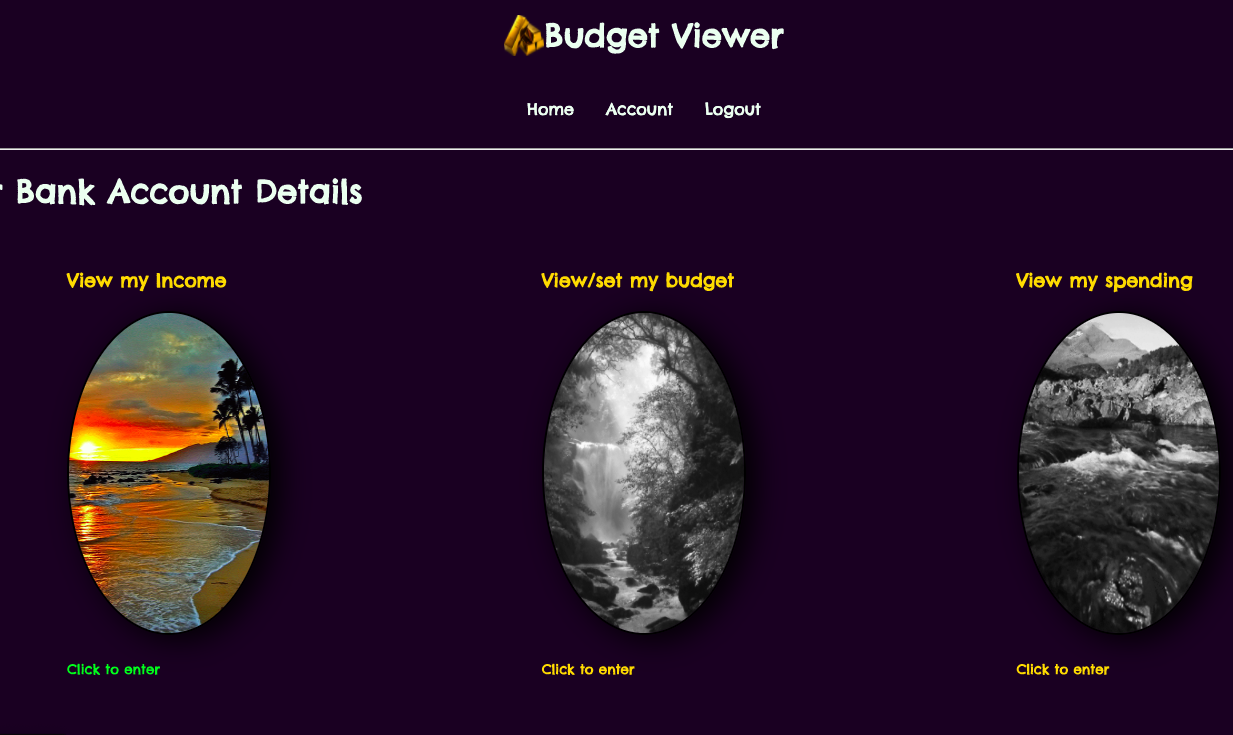 Budget Viewer
Home Account Logout
Bank Account Details
View my Income View/set my budget View my spending
Click to enter Click to enter Click to enter